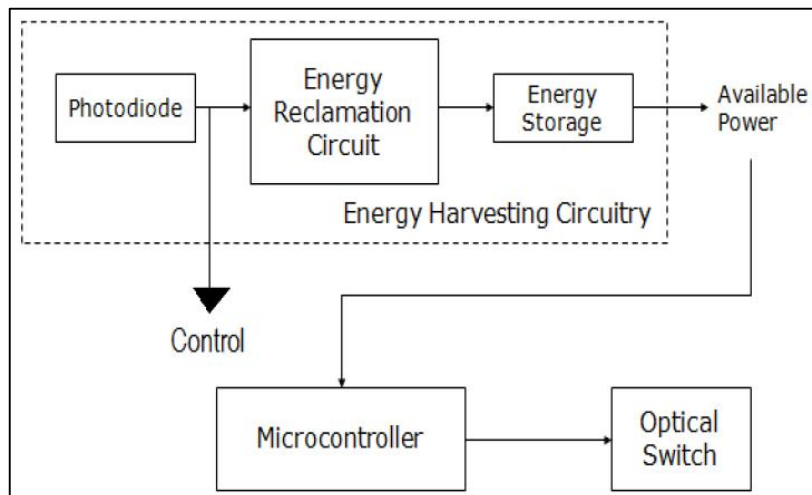 Photodiode
Energy
Reclamation
Circuit
Energy
Storage
Available
Power
Energy Harvesting Circuitry
Control
Microcontroller
Optical
Switch